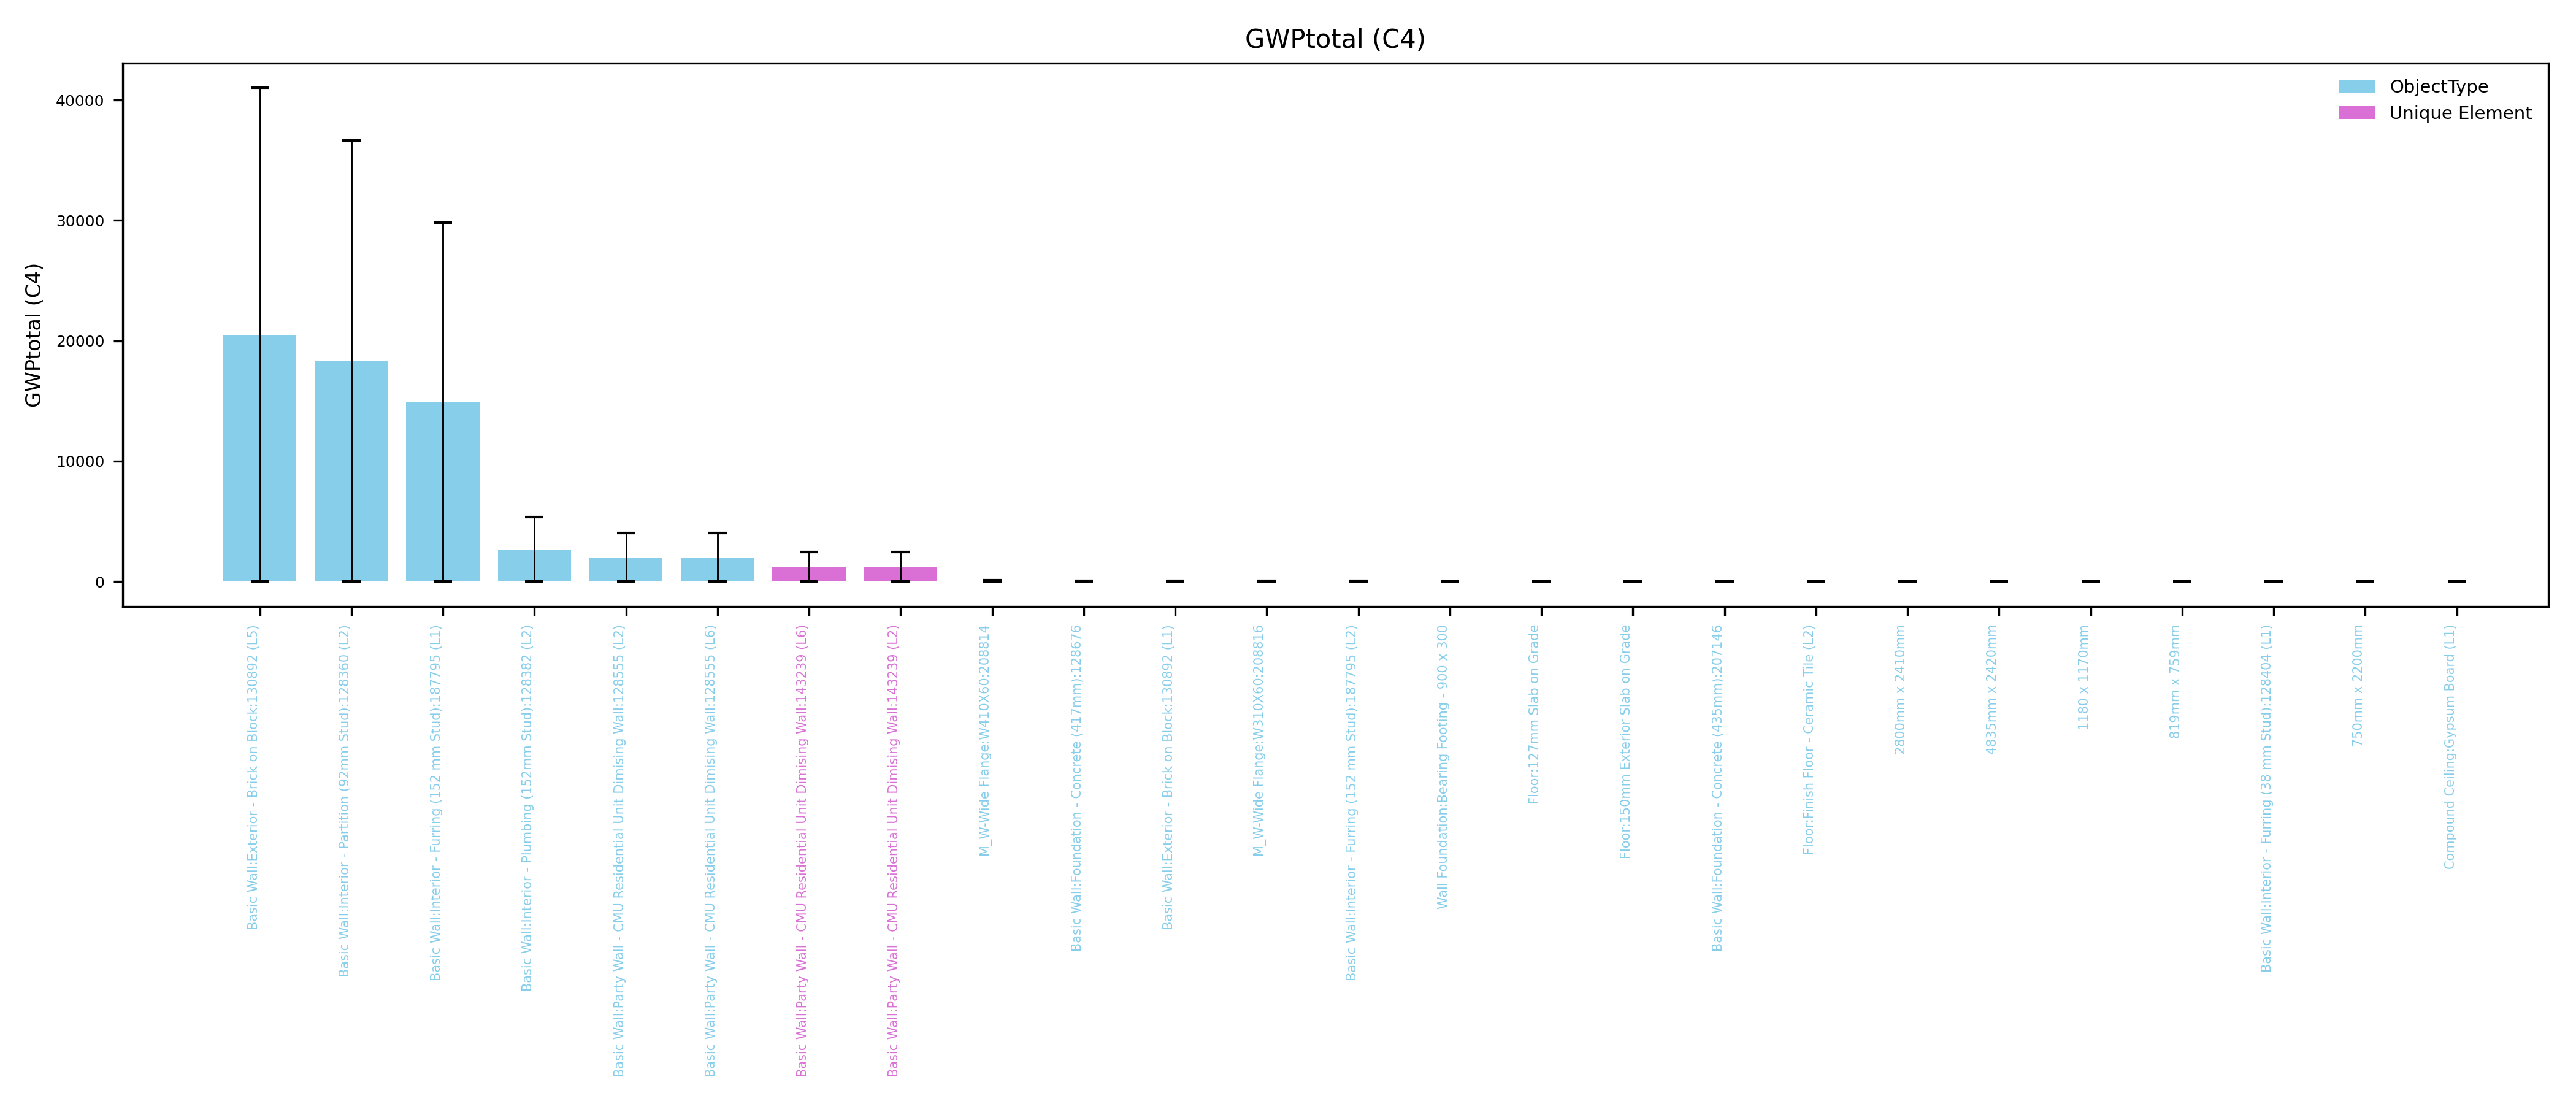 GWPtotal (C4)
ObjectType
Unique Element
GWPtotal (C4)
40000
30000
20000
10000
0
Basic Wall:Exterior - Brick on Block:130892 (L5)
Basic Wall:Interior - Partition (92mm Stud):128360 (L2)
Basic Wall:Interior - Furring (152 mm Stud):187795 (L1)
Basic Wall:Interior - Plumbing (152mm Stud):128382 (L2)
Basic Wall:Party Wall - CMU Residential Unit Dimising Wall:128555 (L2)
Basic Wall:Party Wall - CMU Residential Unit Dimising Wall:128555 (L6)
Basic Wall:Party Wall - CMU Residential Unit Dimising Wall:143239 (L6)
Basic Wall:Party Wall - CMU Residential Unit Dimising Wall:143239 (L2)
M_W-Wide Flange:W410X60:208814
Basic Wall:Foundation - Concrete (417mm):128676
Basic Wall:Exterior - Brick on Block:130892 (L1)
M_W-Wide Flange:W310X60:208816
Basic Wall:Interior - Furring (152 mm Stud):187795 (L2)
Wall Foundation:Bearing Footing - 900 x 300
Floor:127mm Slab on Grade
Floor:150mm Exterior Slab on Grade
Basic Wall:Foundation - Concrete (435mm):207146
Floor:Finish Floor - Ceramic Tile (L2)
2800mm x 2410mm
4835mm x 2420mm
1180 x 1170mm
819mm x 759mm
Basic Wall:Interior - Furring (38 mm Stud):128404 (L1)
750mm x 2200mm
Compound Ceiling:Gypsum Board (L1)